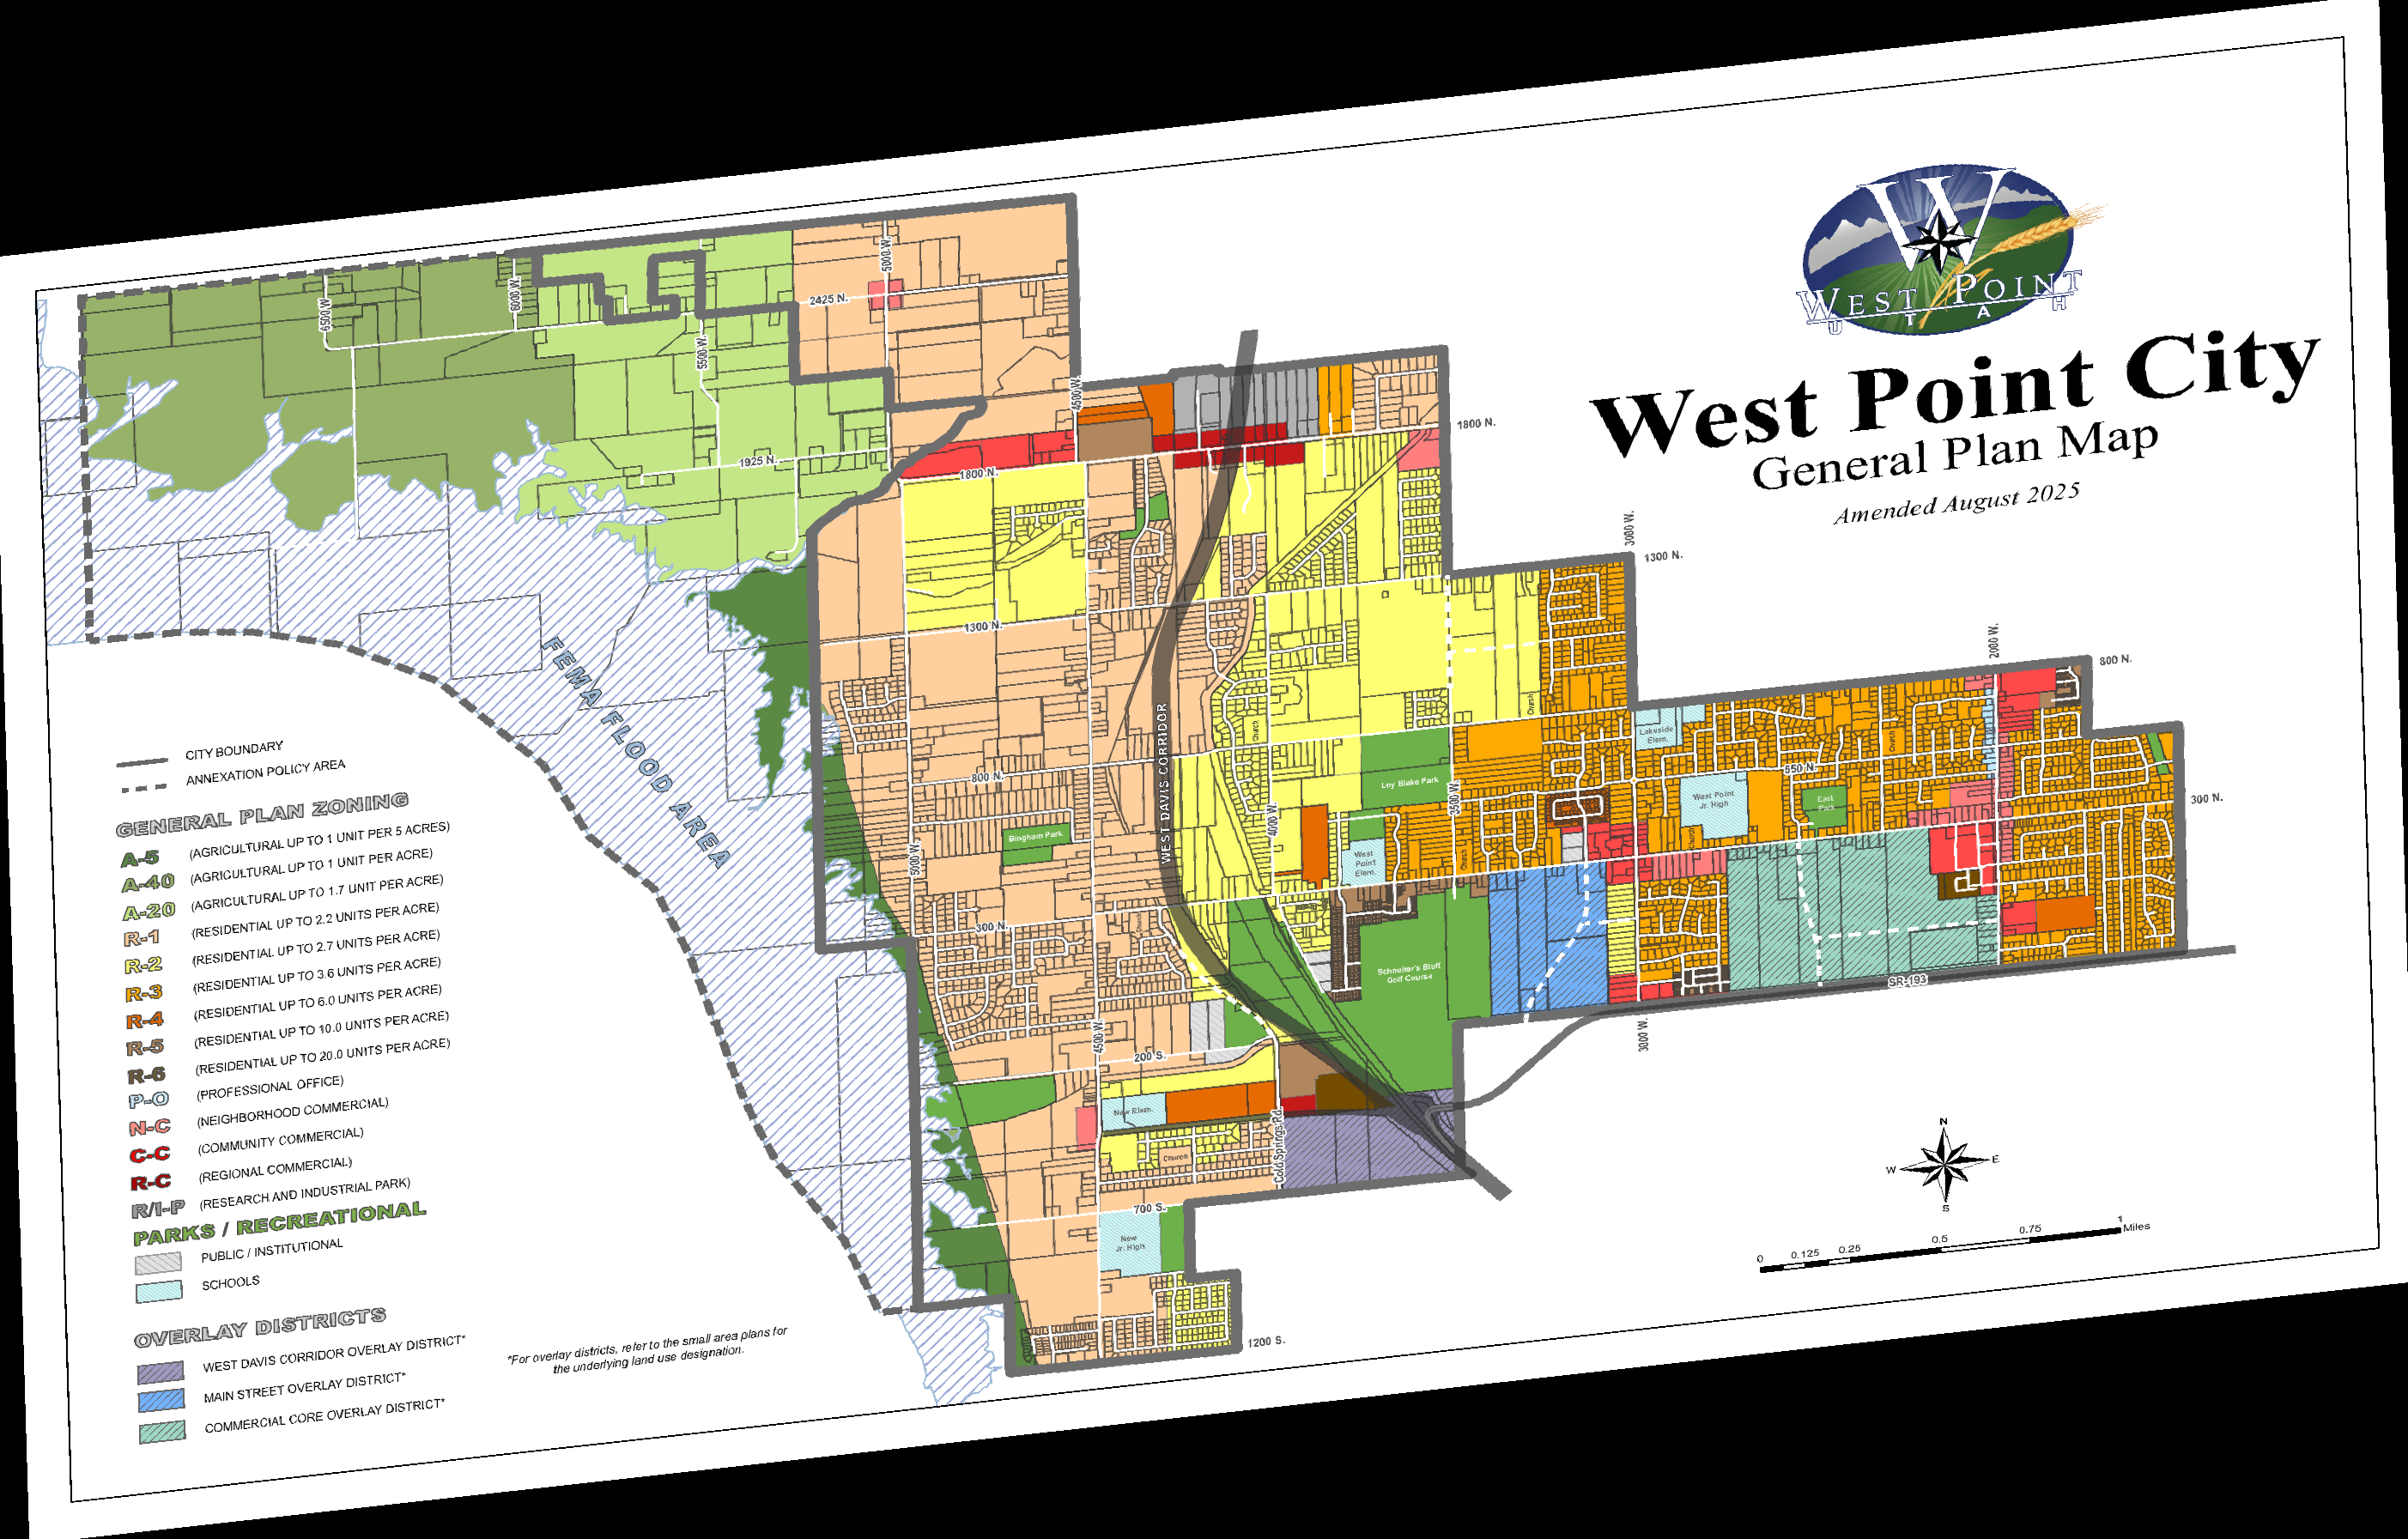 WEST POINT
UTAH
West Point City
General Plan Map
Amended August 2025
5000 W.
6000 W.
6500 W.
2425 N.
5500 W.
4500 W.
1800 N.
1925 N.
1800 N.
3000 W.
1300 N.
1300 N.
2000 W.
800 N.
FEMA FLOOD AREA
WEST DAVIS CORRIDOR
Church
Church
Lakeside
Elem.
Church
800 N.
550 N.
Loy Blake Park
3500 W.
West Point
Jr. High
East
Park
300 N.
4000 W.
Bingham Park
5000 W.
West
Point
Elem.
Church
Church
300 N.
Church
Schneiter's Bluff
Golf Course
SR-193
4500 W.
200 S.
3000 W.
New Elem.
Cold Springs Rd.
Church
700 S.
New
Jr. High
1200 S.
CITY BOUNDARY
ANNEXATION POLICY AREA
GENERAL PLAN ZONING
A-5 (AGRICULTURAL UP TO 1 UNIT PER 5 ACRES)
A-40 (AGRICULTURAL UP TO 1 UNIT PER ACRE)
A-20 (AGRICULTURAL UP TO 1.7 UNIT PER ACRE)
R-1 (RESIDENTIAL UP TO 2.2 UNITS PER ACRE)
R-2 (RESIDENTIAL UP TO 2.7 UNITS PER ACRE)
R-3 (RESIDENTIAL UP TO 3.6 UNITS PER ACRE)
R-4 (RESIDENTIAL UP TO 6.0 UNITS PER ACRE)
R-5 (RESIDENTIAL UP TO 10.0 UNITS PER ACRE)
R-6 (RESIDENTIAL UP TO 20.0 UNITS PER ACRE)
P-O (PROFESSIONAL OFFICE)
N-C (NEIGHBORHOOD COMMERCIAL)
C-C (COMMUNITY COMMERCIAL)
R-C (REGIONAL COMMERCIAL)
R/I-P (RESEARCH AND INDUSTRIAL PARK)
PARKS / RECREATIONAL
PUBLIC / INSTITUTIONAL
SCHOOLS
OVERLAY DISTRICTS
WEST DAVIS CORRIDOR OVERLAY DISTRICT*
MAIN STREET OVERLAY DISTRICT*
COMMERCIAL CORE OVERLAY DISTRICT*
*For overlay districts, refer to the small area plans for
the underlying land use designation.
N
W E
S
0 0.125 0.25 0.5 0.75 1
Miles